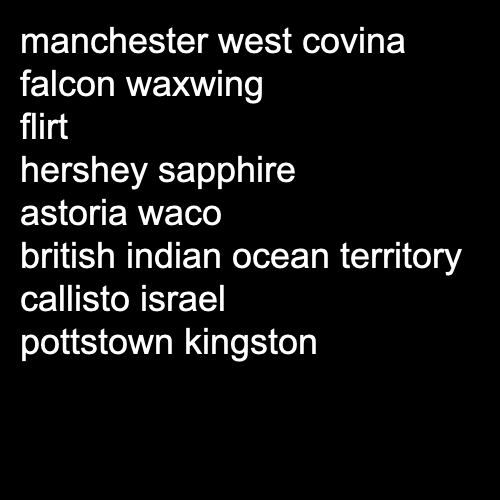 manchester west covina
falcon waxwing
flirt
hershey sapphire
astoria waco
british indian ocean territory
callisto israel
pottstown kingston